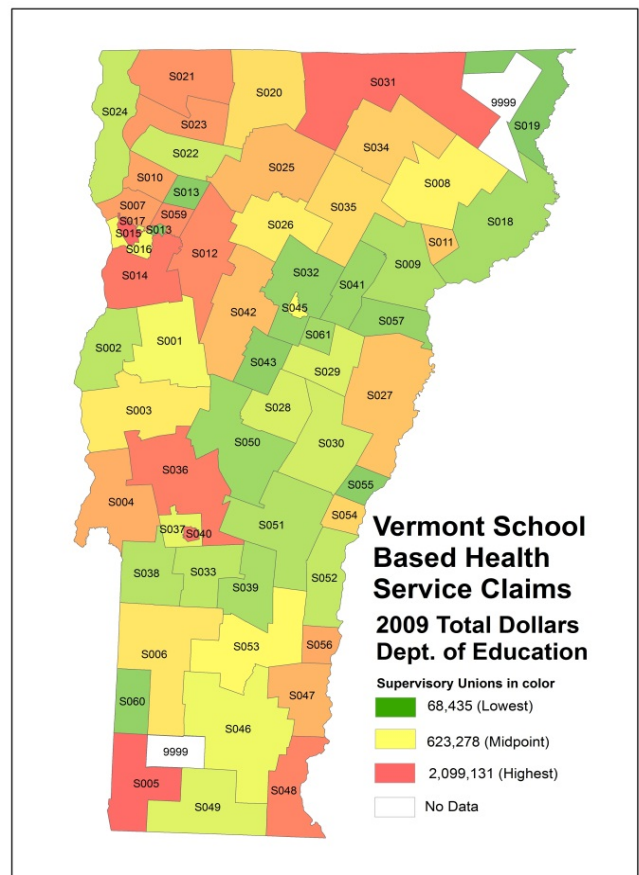 S021
S020
S031
9999
S024
S023
S019
S034
S022
S025
S010
S008
S013
S007
S059
S035
S018
S017
S026
S015
S013
S011
S016
S012
S009
S014
S032
S041
S042
S045
S057
S061
S002
S001
S043
S029
S027
S003
S028
S050
S030
S036
S055
S004
S054
S037
S040
S051
S038
S033
S052
S039
Vermont School
Based Health
Service Claims
2009 Total Dollars
Dept. of Education
S056
S053
S006
S060
S047
S046
9999
S005
S048
S049
Supervisory Unions in color
68,435 (Lowest)
623,278 (Midpoint)
2,099,131 (Highest)
No Data